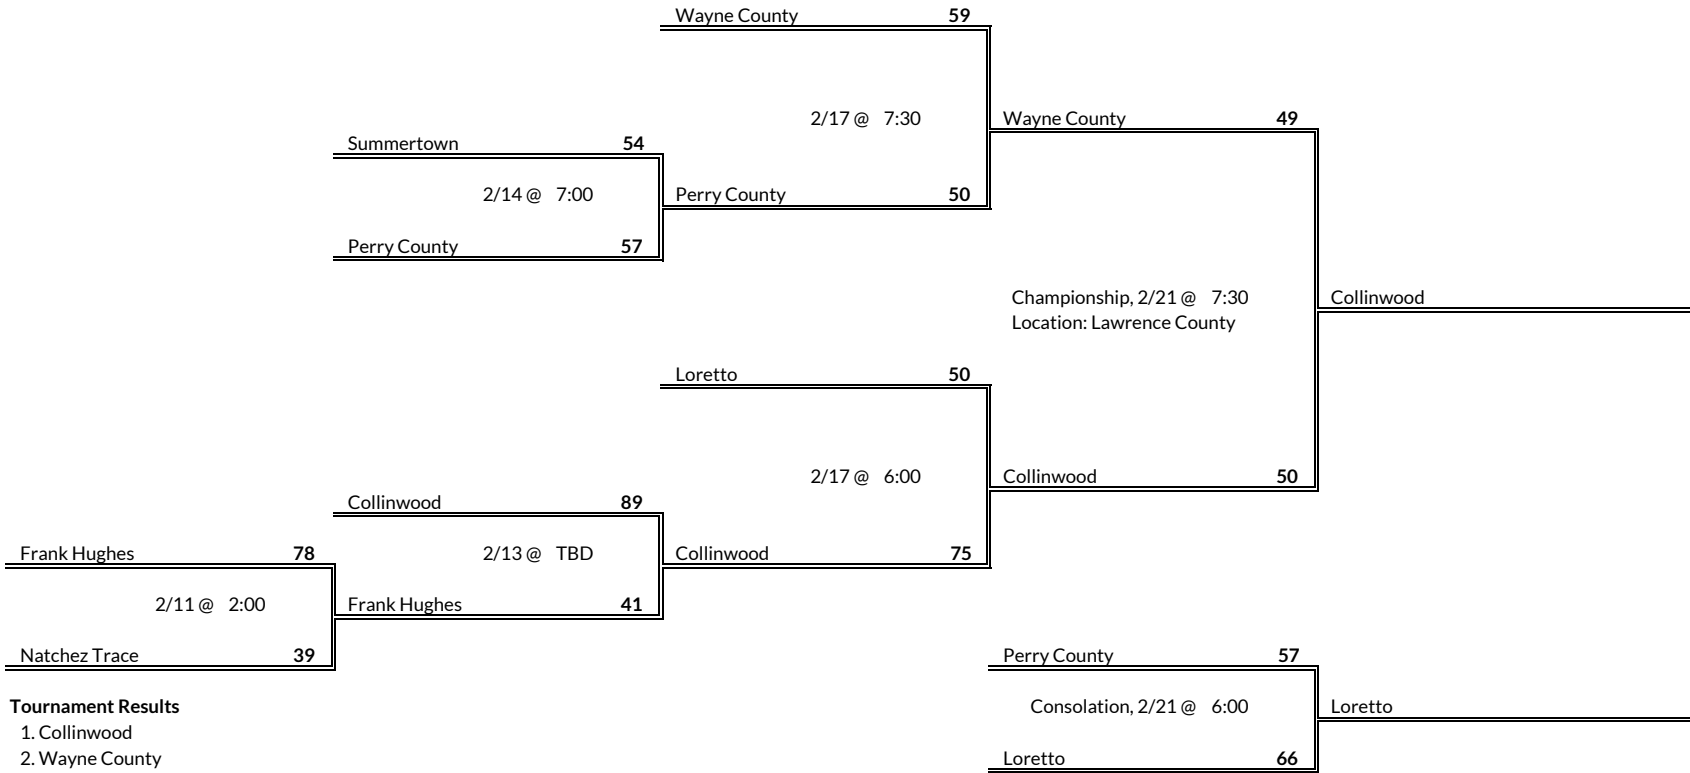 Wayne County 59
2/17 @ 7:30
Wayne County 49
Summertown 54
2/14 @ 7:00
Perry County 50
Perry County 57
Championship, 2/21 @ 7:30
Collinwood
Location: Lawrence County
Loretto 50
2/17 @ 6:00
Collinwood 50
Collinwood 89
Frank Hughes 78
2/13 @ TBD
Collinwood 75
2/11 @ 2:00
Frank Hughes 41
Natchez Trace 39
Perry County 57
Tournament Results
Consolation, 2/21 @ 6:00
Loretto
1. Collinwood
2. Wayne County
Loretto 66